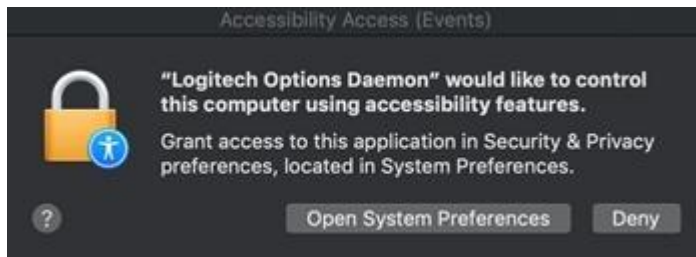 Accessibility Access (Events)
“Logitech Options Daemon” would like to control
this computer using accessibility features.
Grant access to this application in Security & Privacy
preferences, located in System Preferences.
?
Open System Preferences
Deny